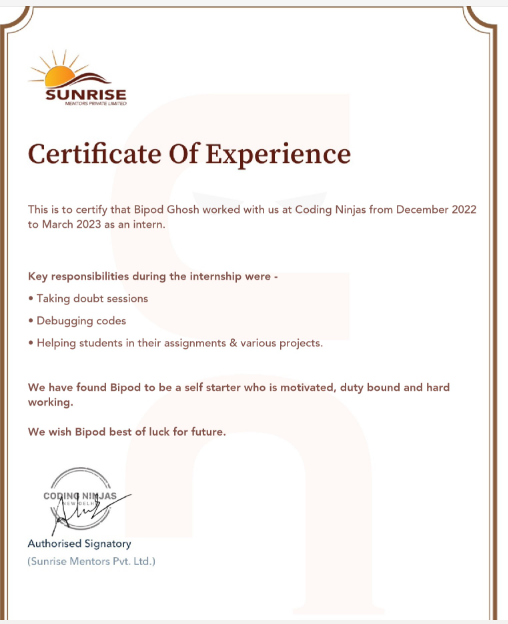 SUNRISE
MENTORS PRIVATE LIMITED
Certificate Of Experience
This is to certify that Bipod Ghosh worked with us at Coding Ninjas from December 2022
to March 2023 as an intern.
Key responsibilities during the internship were -
• Taking doubt sessions
• Debugging codes
• Helping students in their assignments & various projects.
We have found Bipod to be a self starter who is motivated, duty bound and hard
working.
We wish Bipod best of luck for future.
CODING NINJAS
Authorised Signatory
(Sunrise Mentors Pvt. Ltd.)